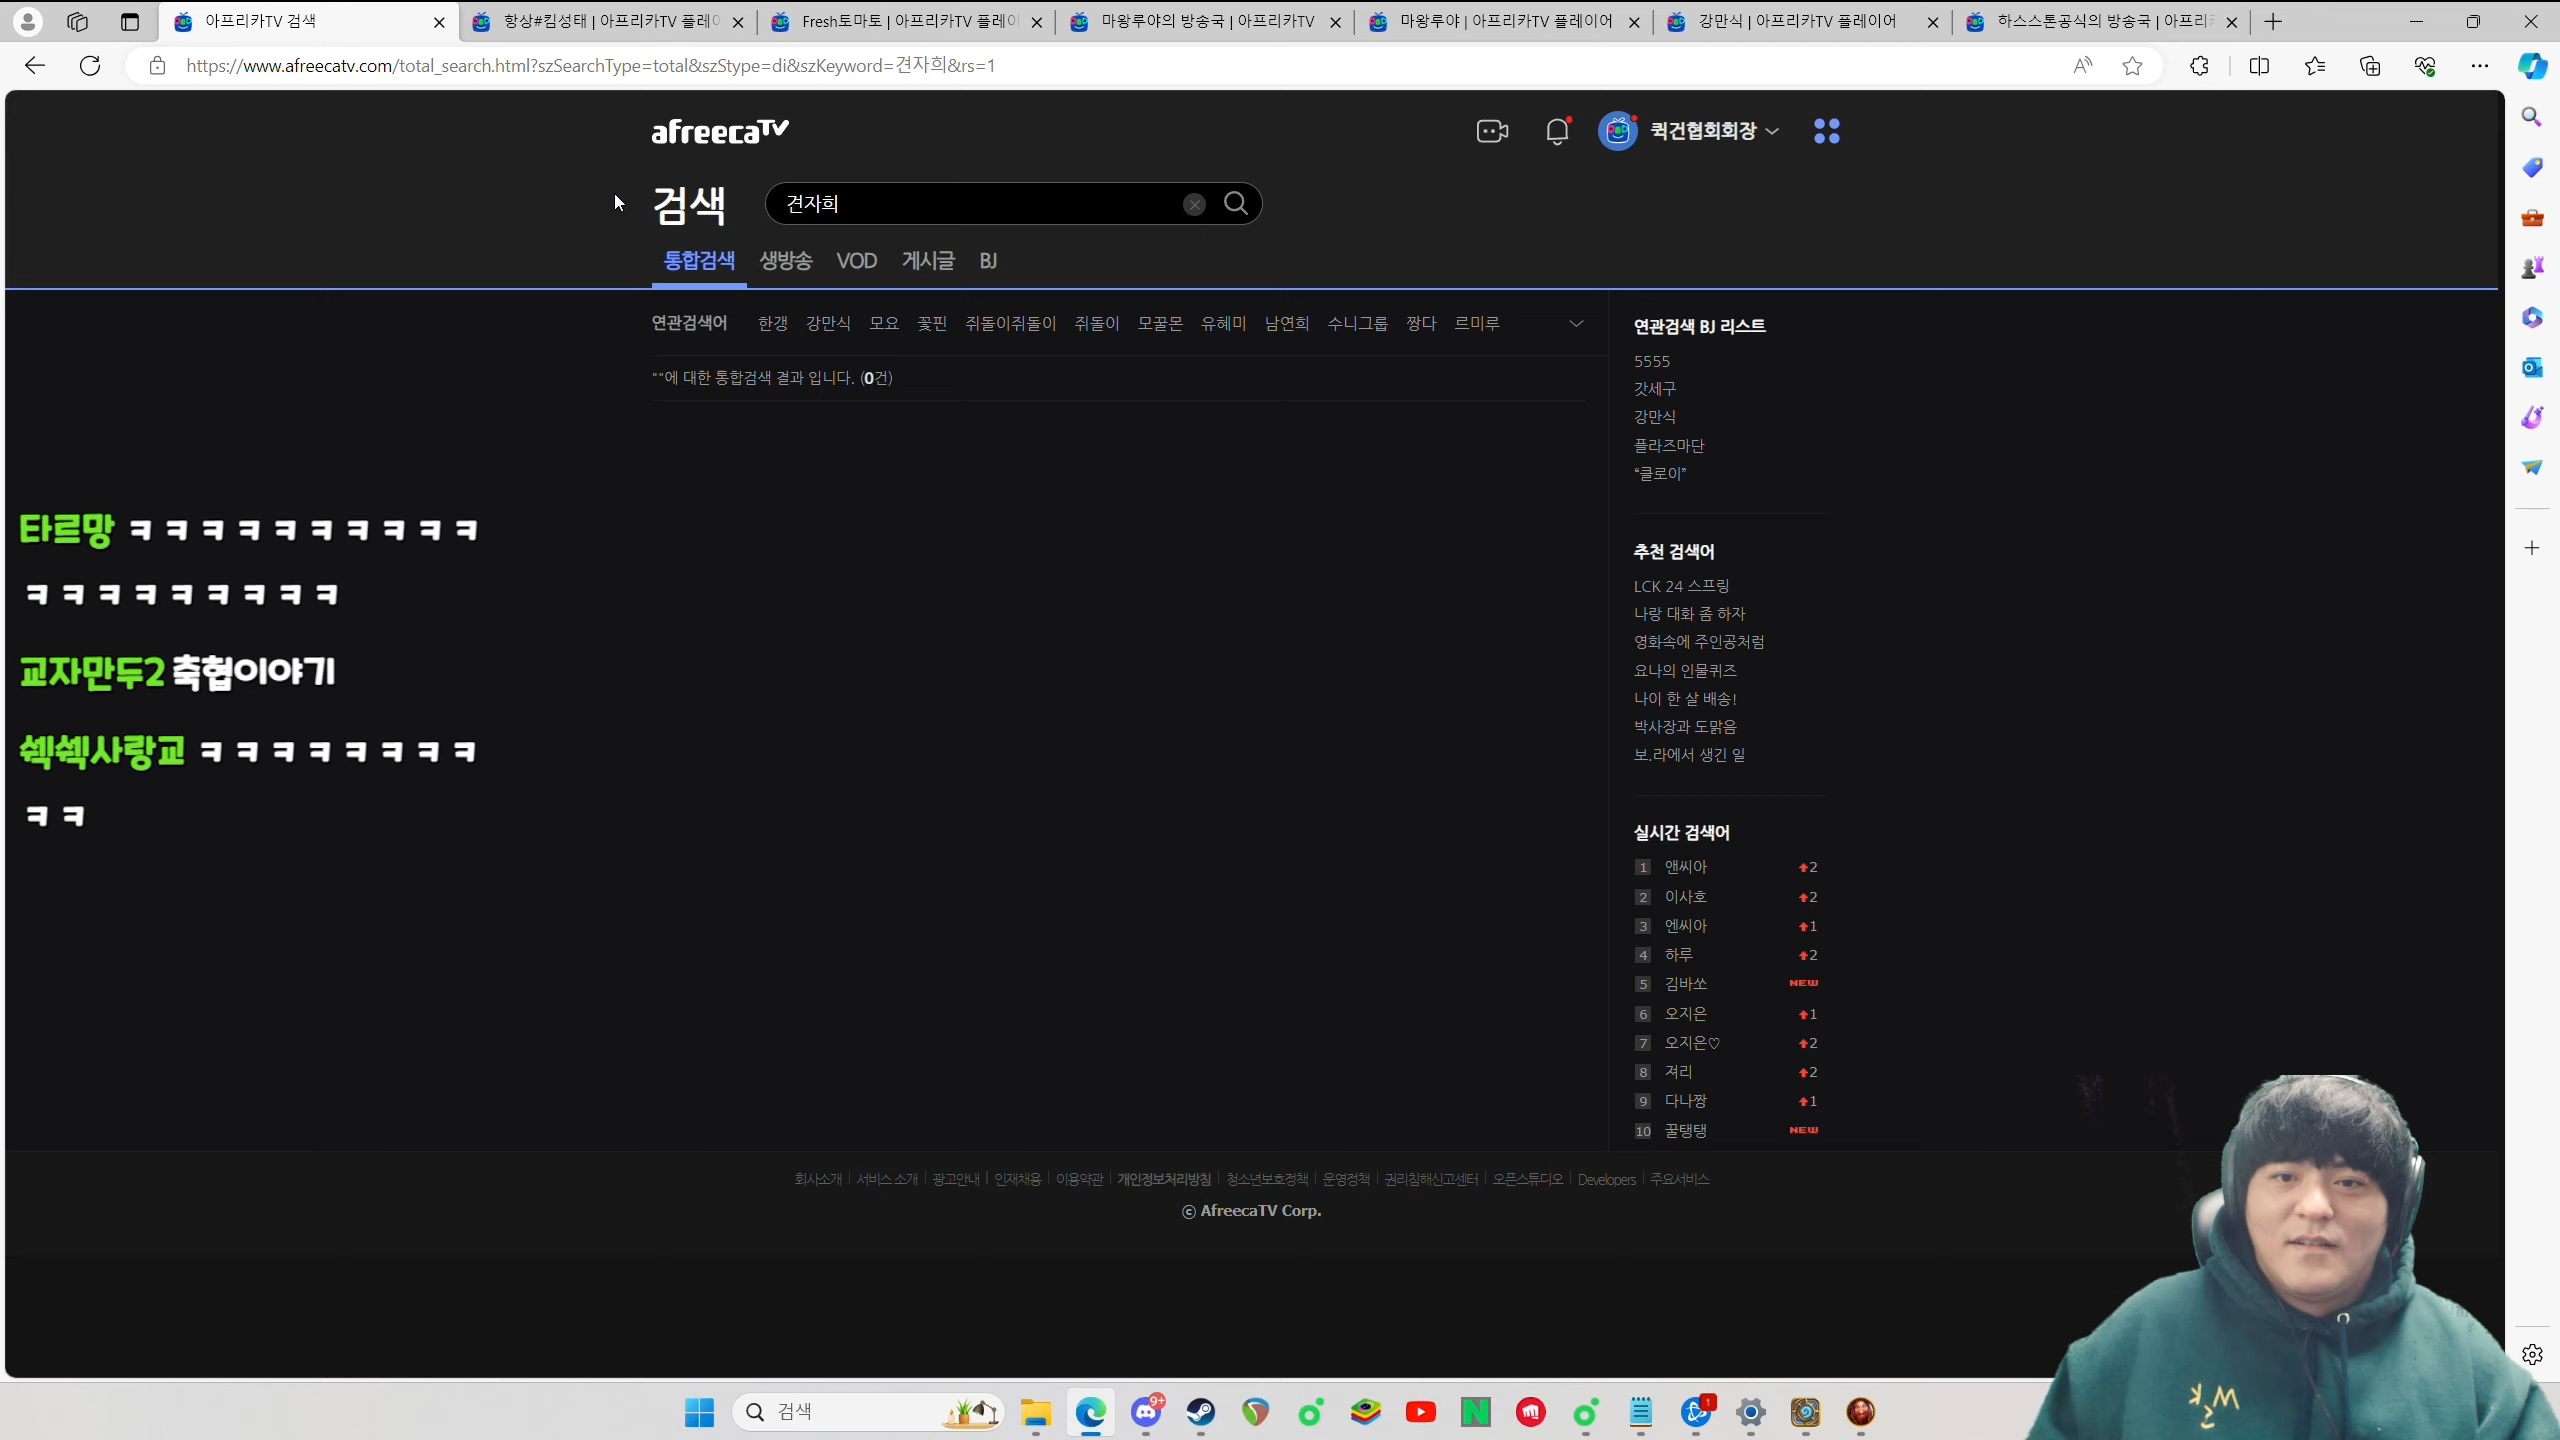 아프리카TV 검색
항상#킴성태 | 아프리카TV 플레이
Fresh토마토 | 아프리카TV 플레이
마왕루야의 방송국 | 아프리카TV
마왕루야 | 아프리카TV 플레이어
강만식 | 아프리카TV 플레이어
하스스톤공식의 방송국 | 아프리카
https://www.afreecatv.com/total_search.html?szSearchType=total&szStype=di&szKeyword=견자희&rs=1
afreecaTV
퀵건협회회장
검색
견자희
통합검색 생방송 VOD 게시글 BJ
연관검색어 한갱 강만식 모요 꽃핀 쥐돌이쥐돌이 쥐돌이 모꿀몬 유혜미 남연희 수니그룹 짱다 르미루
""에 대한 통합검색 결과 입니다. (0건)
연관검색 BJ 리스트
5555
갓세구
강만식
플라즈마단
“클로이”
추천 검색어
LCK 24 스프링
나랑 대화 좀 하자
영화속에 주인공처럼
요나의 인물퀴즈
나이 한 살 배송!
박사장과 도맑음
보.라에서 생긴 일
실시간 검색어
1 앤씨아 2
2 이사호 2
3 엔씨아 1
4 하루 2
5 김바쏘 NEW
6 오지은 1
7 오지은♡ 2
8 져리 2
9 다나짱 1
10 꿀탱탱 NEW
타르망 ㅋㅋㅋㅋㅋㅋㅋㅋㅋㅋ
ㅋㅋㅋㅋㅋㅋㅋㅋㅋ
교자만두2 축협이야기
쉑쉑사랑교 ㅋㅋㅋㅋㅋㅋㅋㅋ
ㅋㅋ
회사소개 | 서비스 소개 | 광고안내 | 인재채용 | 이용약관 | 개인정보처리방침 | 청소년보호정책 | 운영정책 | 권리침해신고센터 | 오픈스튜디오 | Developers | 주요서비스
ⓒ AfreecaTV Corp.
검색
9+
1